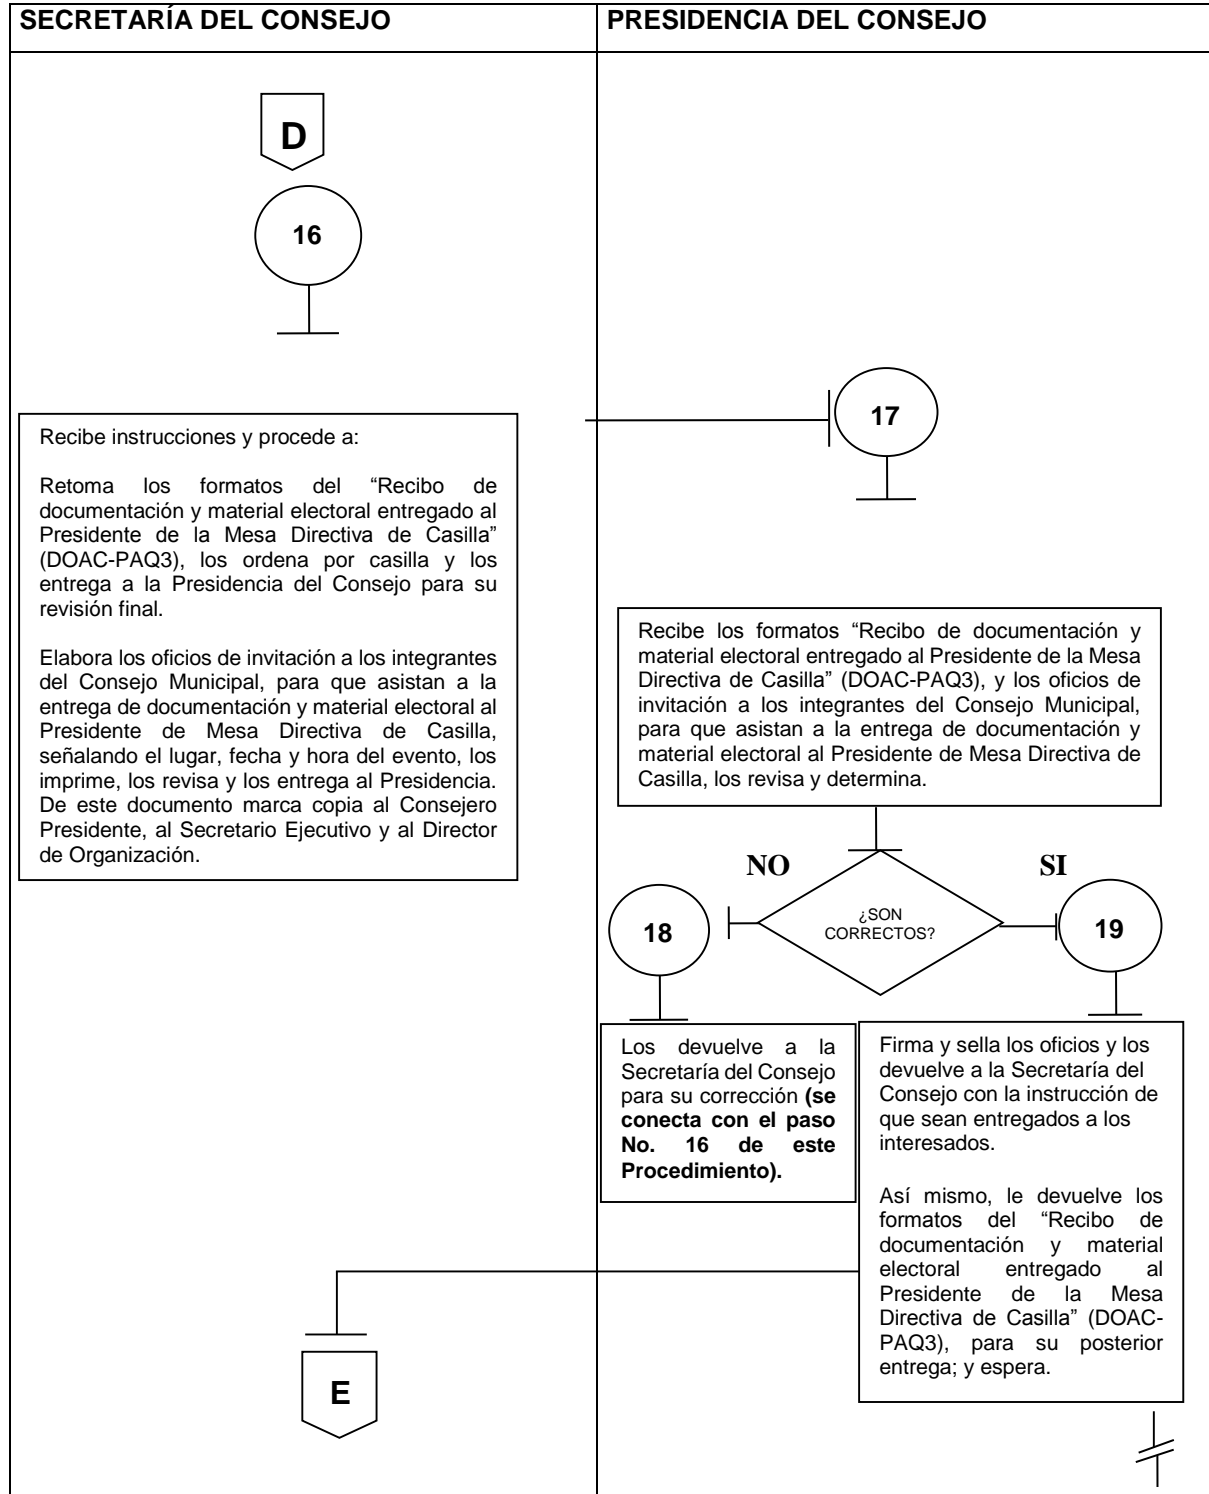 SECRETARÍA DEL CONSEJO
PRESIDENCIA DEL CONSEJO
D
16
Recibe instrucciones y procede a:
Retoma los formatos del “Recibo de
documentación y material electoral entregado al
Presidente de la Mesa Directiva de Casilla”
(DOAC-PAQ3), los ordena por casilla y los
entrega a la Presidencia del Consejo para su
revisión final.
Elabora los oficios de invitación a los integrantes
del Consejo Municipal, para que asistan a la
entrega de documentación y material electoral al
Presidente de Mesa Directiva de Casilla,
señalando el lugar, fecha y hora del evento, los
imprime, los revisa y los entrega al Presidencia.
De este documento marca copia al Consejero
Presidente, al Secretario Ejecutivo y al Director
de Organización.
17
Recibe los formatos “Recibo de documentación y
material electoral entregado al Presidente de la Mesa
Directiva de Casilla” (DOAC-PAQ3), y los oficios de
invitación a los integrantes del Consejo Municipal,
para que asistan a la entrega de documentación y
material electoral al Presidente de Mesa Directiva de
Casilla, los revisa y determina.
NO
SI
¿SON
CORRECTOS?
18
19
Los devuelve a la
Secretaría del Consejo
para su corrección (se
conecta con el paso
No. 16 de este
Procedimiento).
Firma y sella los oficios y los
devuelve a la Secretaría del
Consejo con la instrucción de
que sean entregados a los
interesados.
Así mismo, le devuelve los
formatos del “Recibo de
documentación y material
electoral entregado al
Presidente de la Mesa
Directiva de Casilla” (DOAC-
PAQ3), para su posterior
entrega; y espera.
E